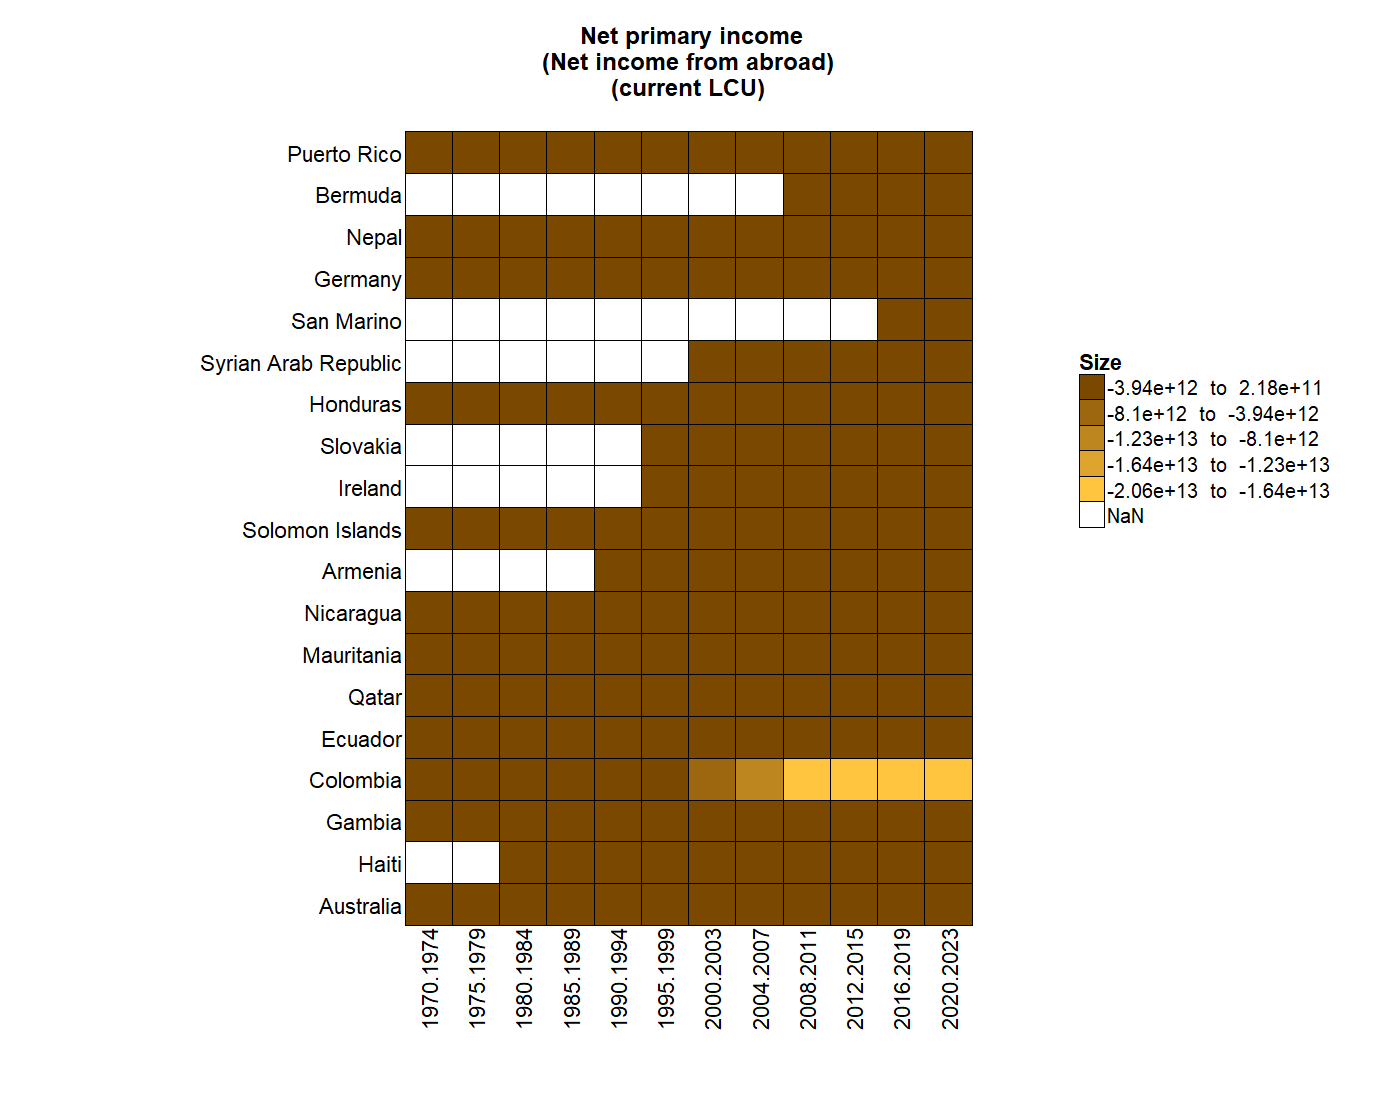 Net primary income
(Net income from abroad)
(current LCU)
Puerto Rico
Bermuda
Nepal
Germany
San Marino
Syrian Arab Republic
Honduras
Slovakia
Ireland
Solomon Islands
Armenia
Nicaragua
Mauritania
Qatar
Ecuador
Colombia
Gambia
Haiti
Australia
1970.1974
1975.1979
1980.1984
1985.1989
1990.1994
1995.1999
2000.2003
2004.2007
2008.2011
2012.2015
2016.2019
2020.2023
Size
-3.94e+12 to 2.18e+11
-8.1e+12 to -3.94e+12
-1.23e+13 to -8.1e+12
-1.64e+13 to -1.23e+13
-2.06e+13 to -1.64e+13
NaN